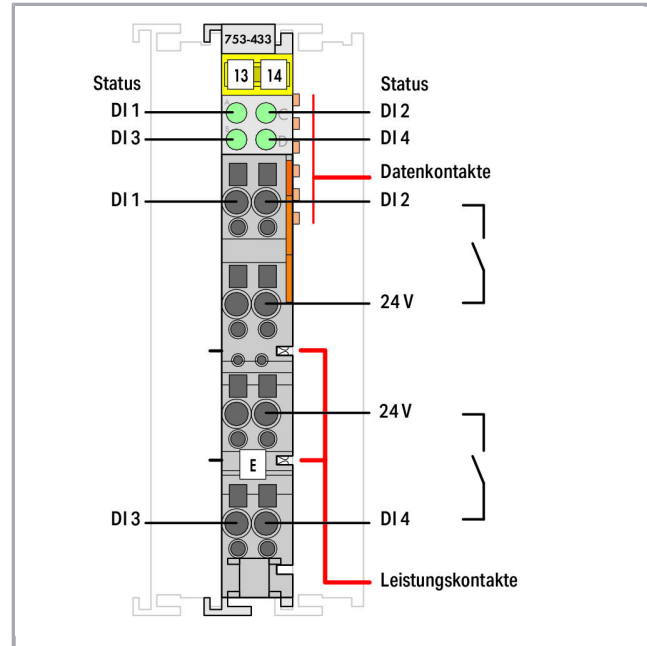 753-433
13 14
Status Status
DI 1 A C DI 2
DI 3 B D DI 4
Datenkontakte
DI 1 DI 2
24 V
24 V
E
DI 3 DI 4
Leistungskontakte